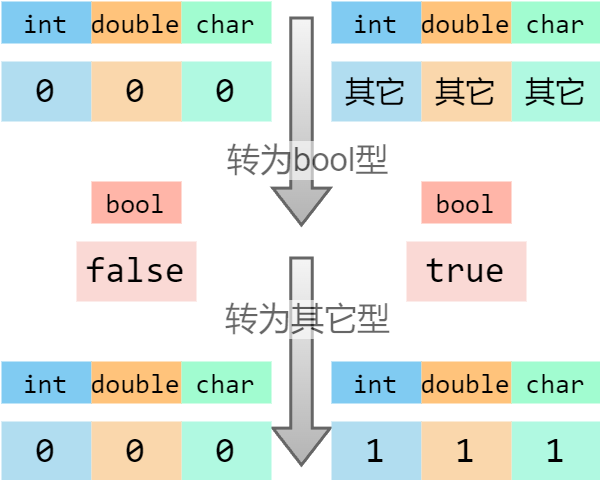 int double char int double char
0 0 0 其它 其它 其它
转为bool型
bool bool
false true
转为其它型
int double char int double char
0 0 0 1 1 1